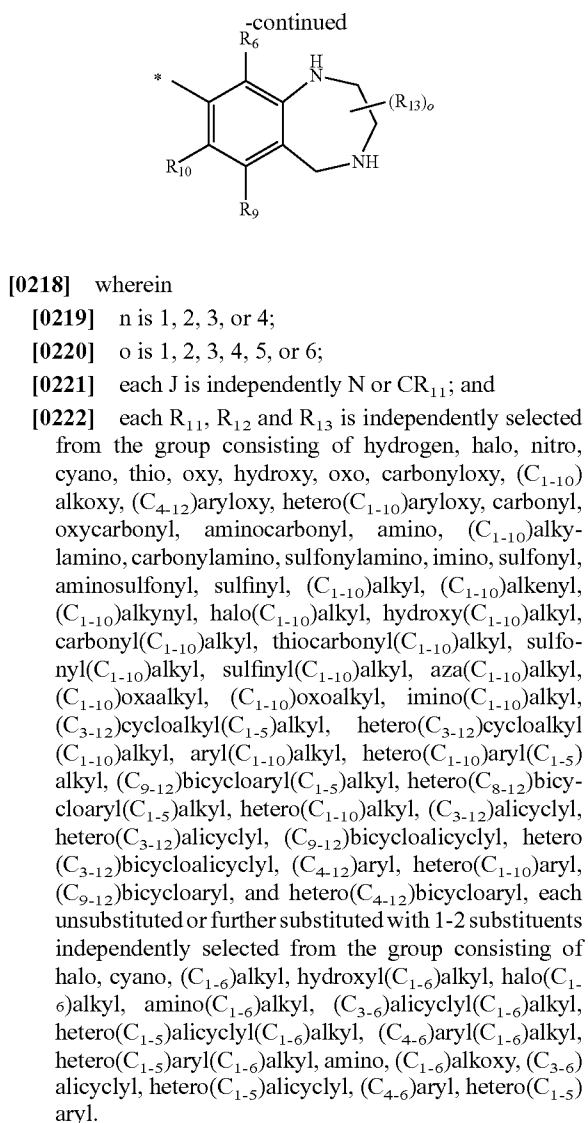 -continued
R6
H
N
*
(R13)o
R10
NH
R9
[0218] wherein
[0219] n is 1, 2, 3, or 4;
[0220] o is 1, 2, 3, 4, 5, or 6;
[0221] each J is independently N or CR11; and
[0222] each R11, R12 and R13 is independently selected
from the group consisting of hydrogen, halo, nitro,
cyano, thio, oxy, hydroxy, oxo, carbonyloxy, (C1-10)
alkoxy, (C4-12)aryloxy, hetero(C1-10)aryloxy, carbonyl,
oxycarbonyl, aminocarbonyl, amino, (C1-10)alky-
lamino, carbonylamino, sulfonylamino, imino, sulfonyl,
aminosulfonyl, sulfinyl, (C1-10)alkyl, (C1-10)alkenyl,
(C1-10)alkynyl, halo(C1-10)alkyl, hydroxy(C1-10)alkyl,
carbonyl(C1-10)alkyl, thiocarbonyl(C1-10)alkyl, sulfo-
nyl(C1-10)alkyl, sulfinyl(C1-10)alkyl, aza(C1-10)alkyl,
(C1-10)oxaalkyl, (C1-10)oxoalkyl, imino(C1-10)alkyl,
(C3-12)cycloalkyl(C1-5)alkyl, hetero(C3-12)cycloalkyl
(C1-10)alkyl, aryl(C1-10)alkyl, hetero(C1-10)aryl(C1-5)
alkyl, (C9-12)bicycloaryl(C1-5)alkyl, hetero(C8-12)bicy-
cloaryl(C1-5)alkyl, hetero(C1-10)alkyl, (C3-12)alicyclyl,
hetero(C3-12)alicyclyl, (C9-12)bicycloalicyclyl, hetero
(C3-12)bicycloalicyclyl, (C4-12)aryl, hetero(C1-10)aryl,
(C9-12)bicycloaryl, and hetero(C4-12)bicycloaryl, each
unsubstituted or further substituted with 1-2 substituents
independently selected from the group consisting of
halo, cyano, (C1-6)alkyl, hydroxyl(C1-6)alkyl, halo(C1-
6)alkyl, amino(C1-6)alkyl, (C3-6)alicyclyl(C1-6)alkyl,
hetero(C1-5)alicyclyl(C1-6)alkyl, (C4-6)aryl(C1-6)alkyl,
hetero(C1-5)aryl(C1-6)alkyl, amino, (C1-6)alkoxy, (C3-6)
alicyclyl, hetero(C1-5)alicyclyl, (C4-6)aryl, hetero(C1-5)
aryl.